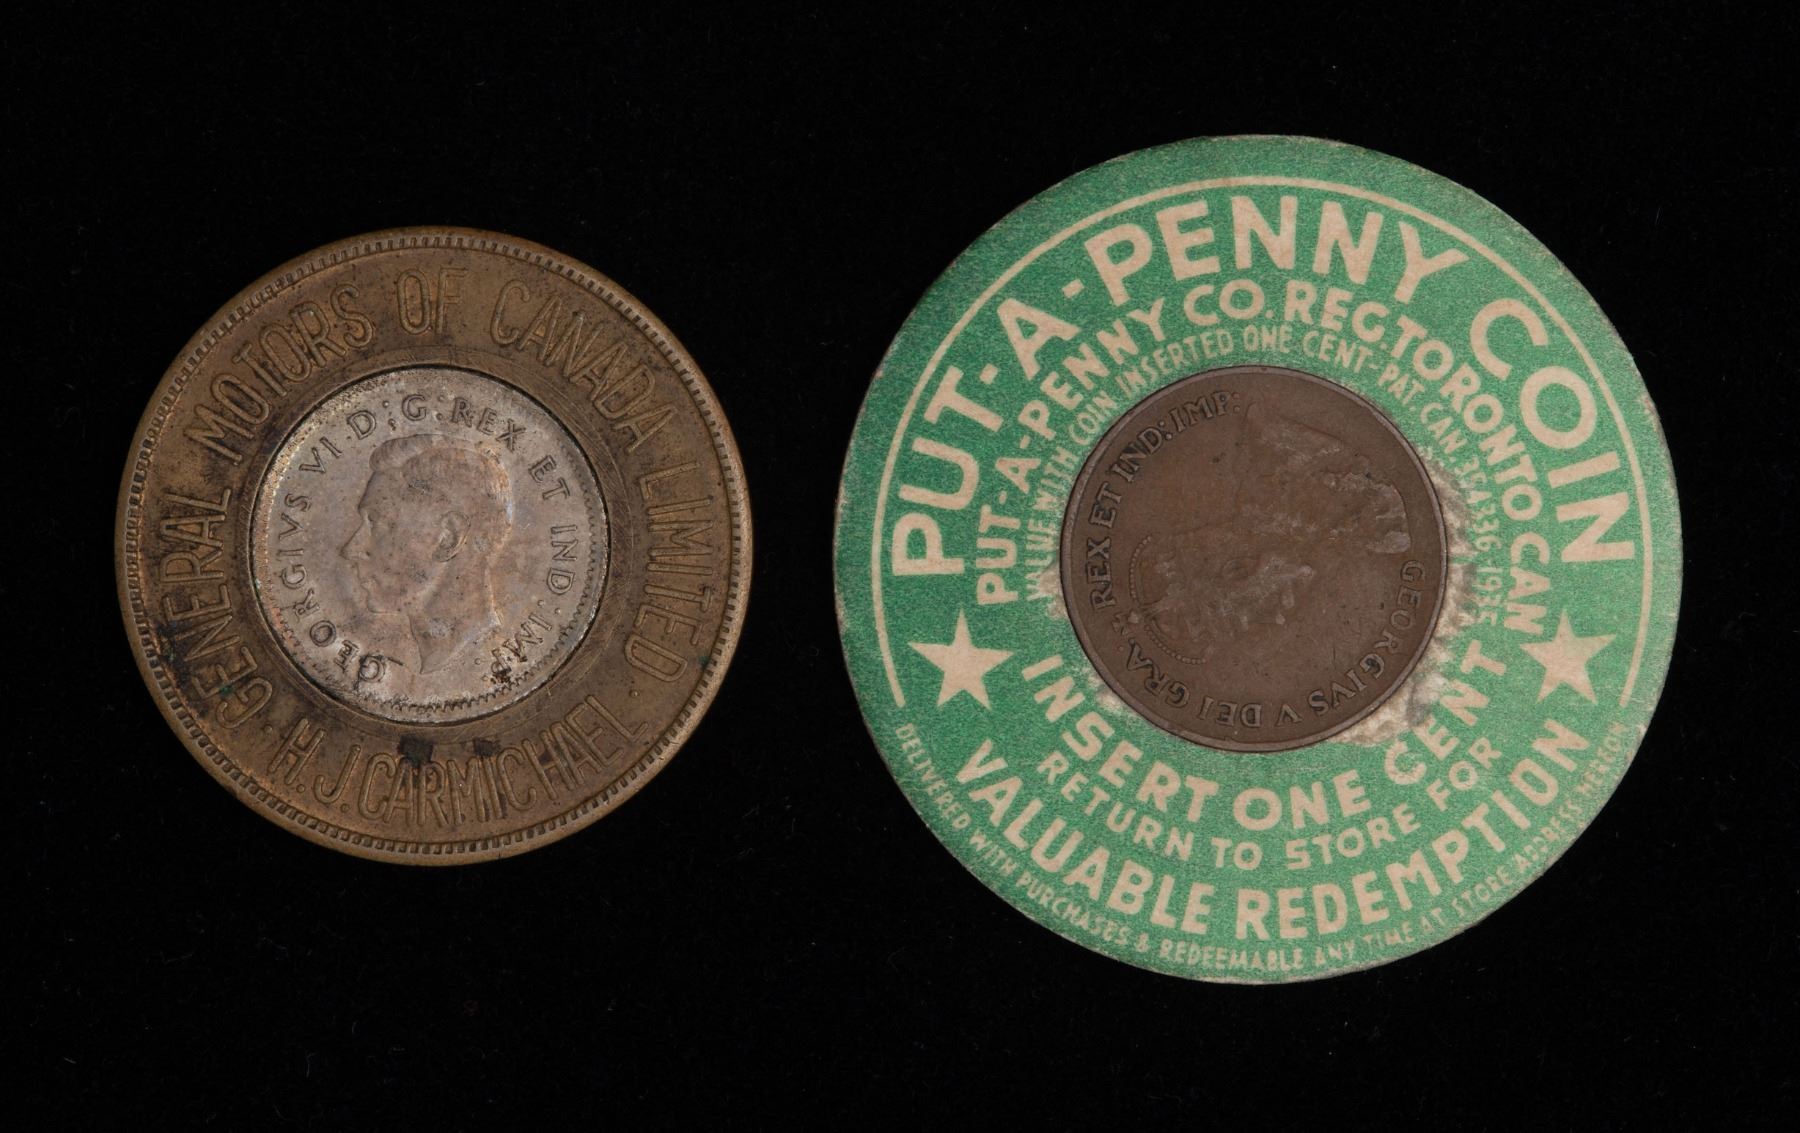 GENERAL MOTORS OF CANADA LIMITED
· H. J. CARMICHAEL ·
GEORGIVS VI D:G:REX ET IND:IMP:
PUT-A-PENNY COIN
PUT-A-PENNY CO. REG. TORONTO CAN
VALUE WITH COIN INSERTED ONE CENT-PAT. CAN. 354336-1935
GEORGIVS V DEI GRA: REX ET IND:IMP:
INSERT ONE CENT
RETURN TO STORE FOR
VALUABLE REDEMPTION
DELIVERED WITH PURCHASES & REDEEMABLE ANY TIME AT STORE ADDRESS HEREON